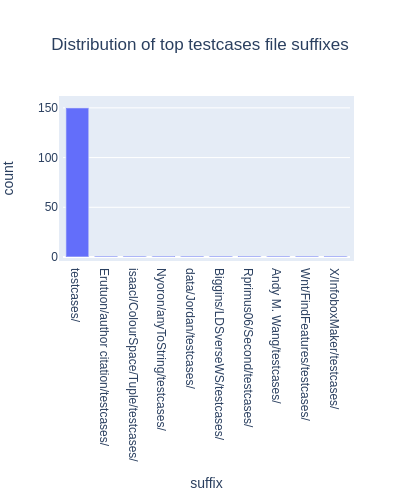 Distribution of top testcases file suffixes
count
150
100
50
0
testcases/
Erutuon/author citation/testcases/
isaacl/ColourSpace/Tuple/testcases/
Nyoron/anyToString/testcases/
data/Jordan/testcases/
Biggins/LDSverseWS/testcases/
Rprimus06/Second/testcases/
Andy M. Wang/testcases/
Wnt/FindFeatures/testcases/
X/InfoboxMaker/testcases/
suffix